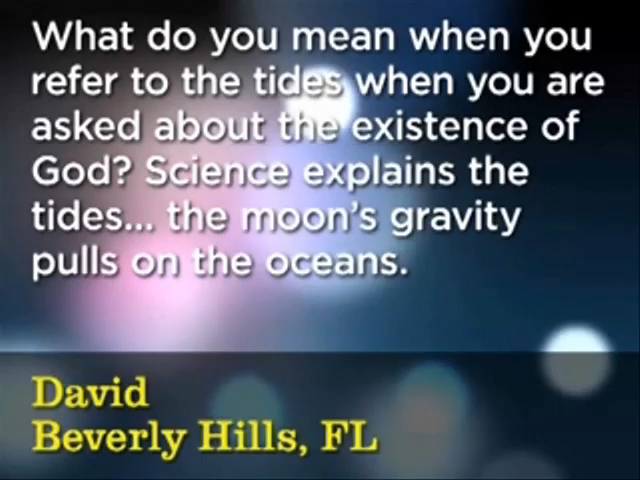 What do you mean when you
refer to the tides when you are
asked about the existence of
God? Science explains the
tides... the moon's gravity
pulls on the oceans.
David
Beverly Hills, FL